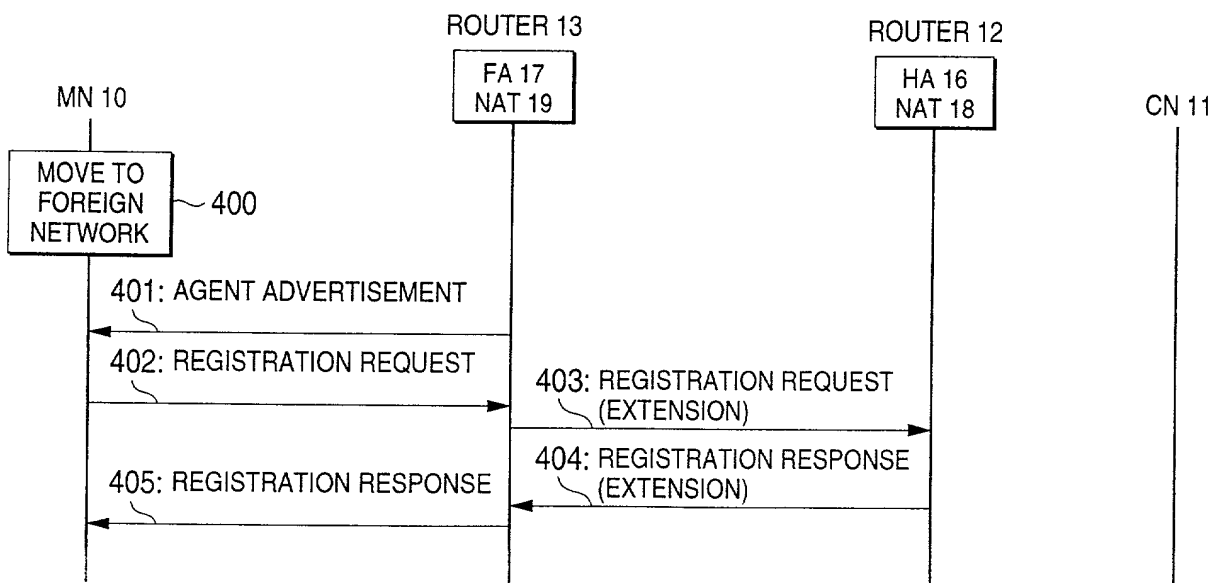 ROUTER 13
ROUTER 12
FA 17
NAT 19
HA 16
NAT 18
MN 10
CN 11
MOVE TO
FOREIGN
NETWORK
400
401: AGENT ADVERTISEMENT
402: REGISTRATION REQUEST
403: REGISTRATION REQUEST
(EXTENSION)
404: REGISTRATION RESPONSE
(EXTENSION)
405: REGISTRATION RESPONSE